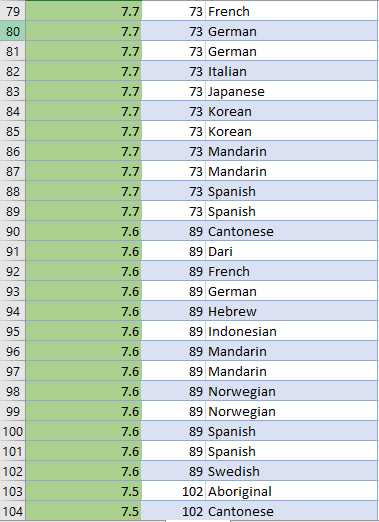 79 7.7 73 French
80 7.7 73 German
81 7.7 73 German
82 7.7 73 Italian
83 7.7 73 Japanese
84 7.7 73 Korean
85 7.7 73 Korean
86 7.7 73 Mandarin
87 7.7 73 Mandarin
88 7.7 73 Spanish
89 7.7 73 Spanish
90 7.6 89 Cantonese
91 7.6 89 Dari
92 7.6 89 French
93 7.6 89 German
94 7.6 89 Hebrew
95 7.6 89 Indonesian
96 7.6 89 Mandarin
97 7.6 89 Mandarin
98 7.6 89 Norwegian
99 7.6 89 Norwegian
100 7.6 89 Spanish
101 7.6 89 Spanish
102 7.6 89 Swedish
103 7.5 102 Aboriginal
104 7.5 102 Cantonese